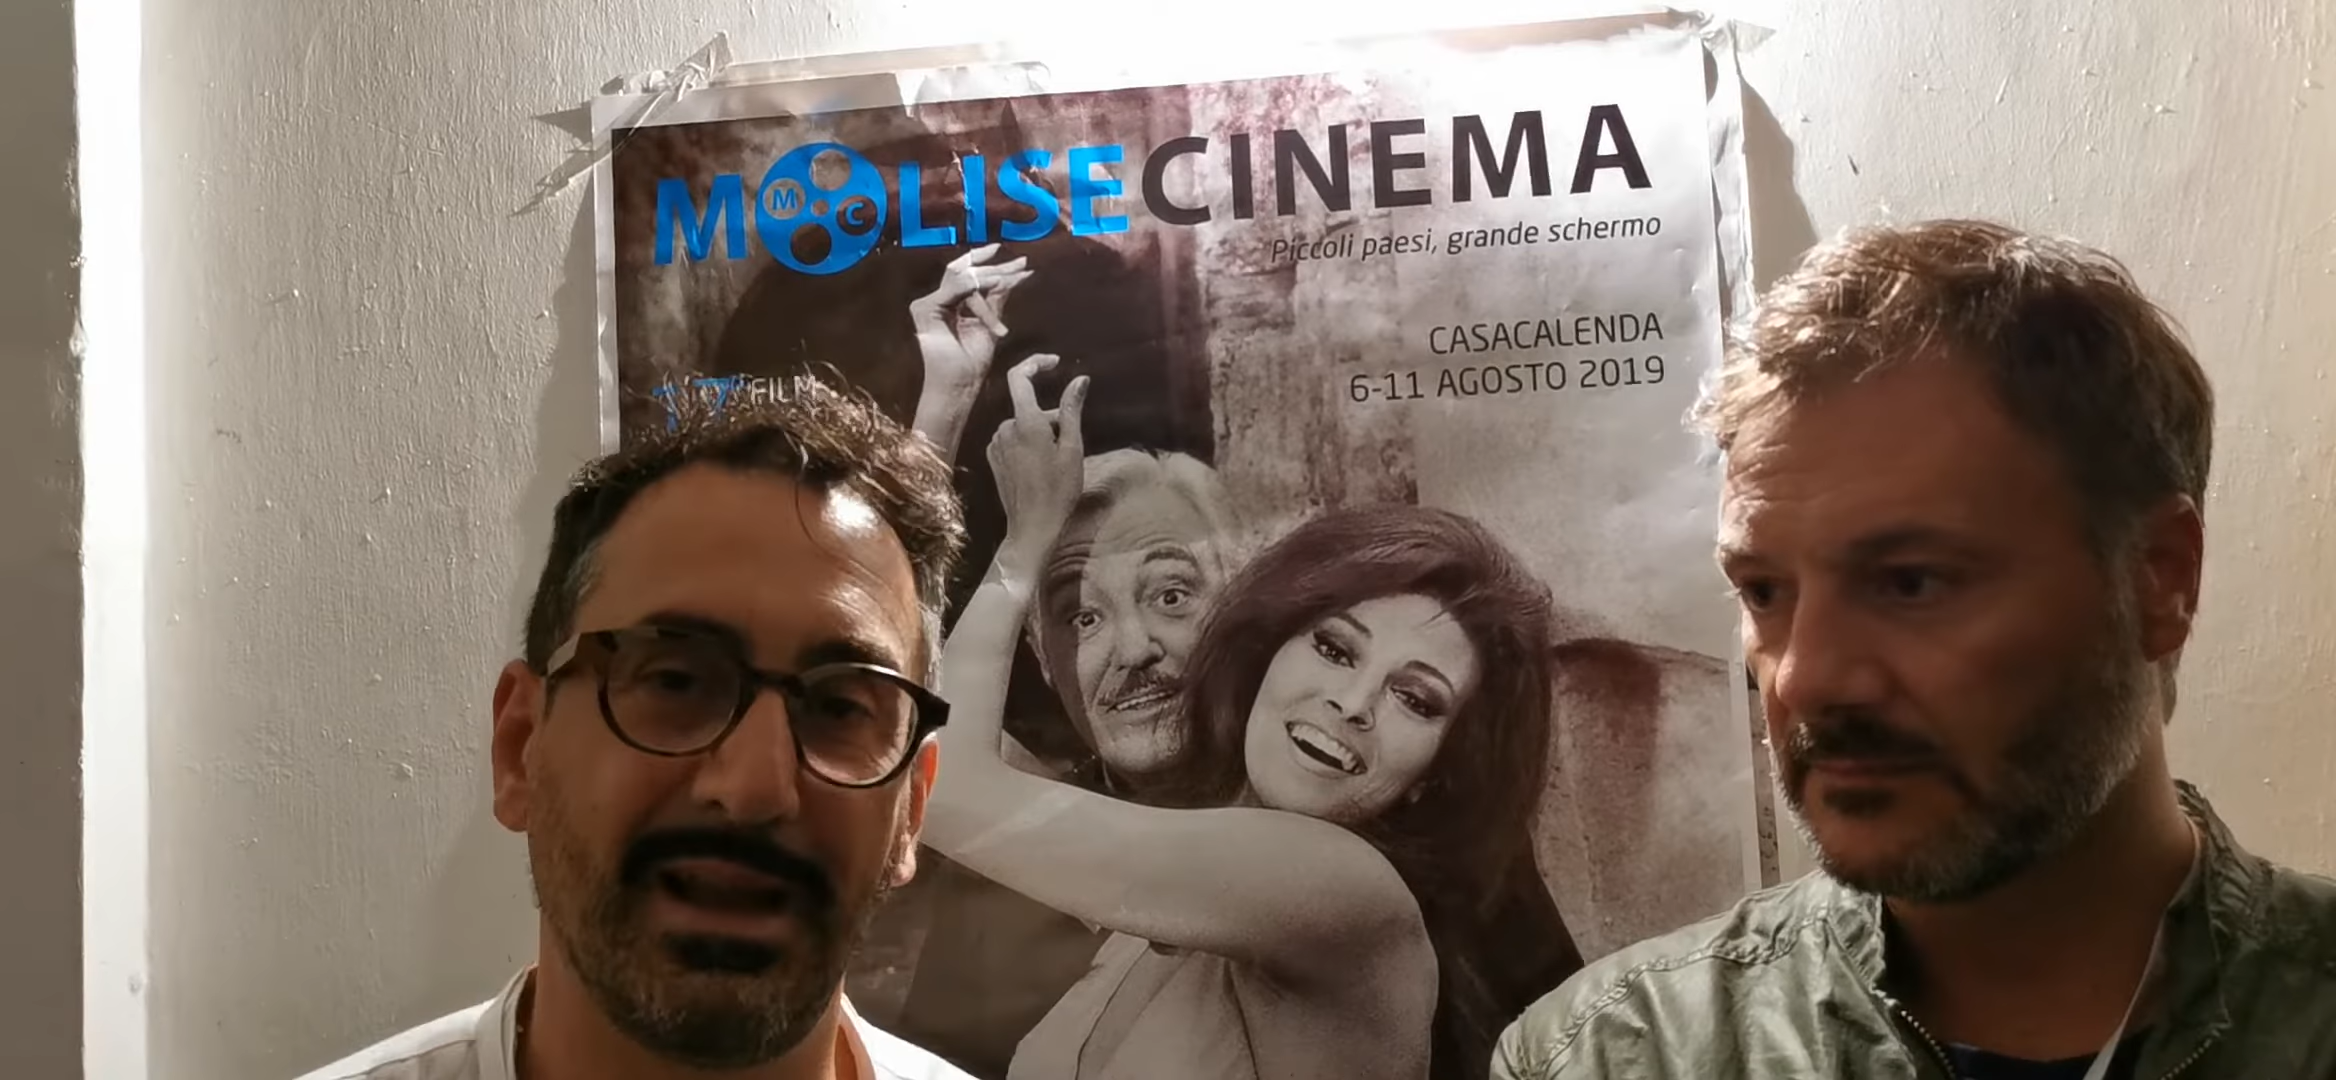 MOLISECINEMA
M C
Piccoli paesi, grande schermo
CASACALENDA
6-11 AGOSTO 2019
FILM